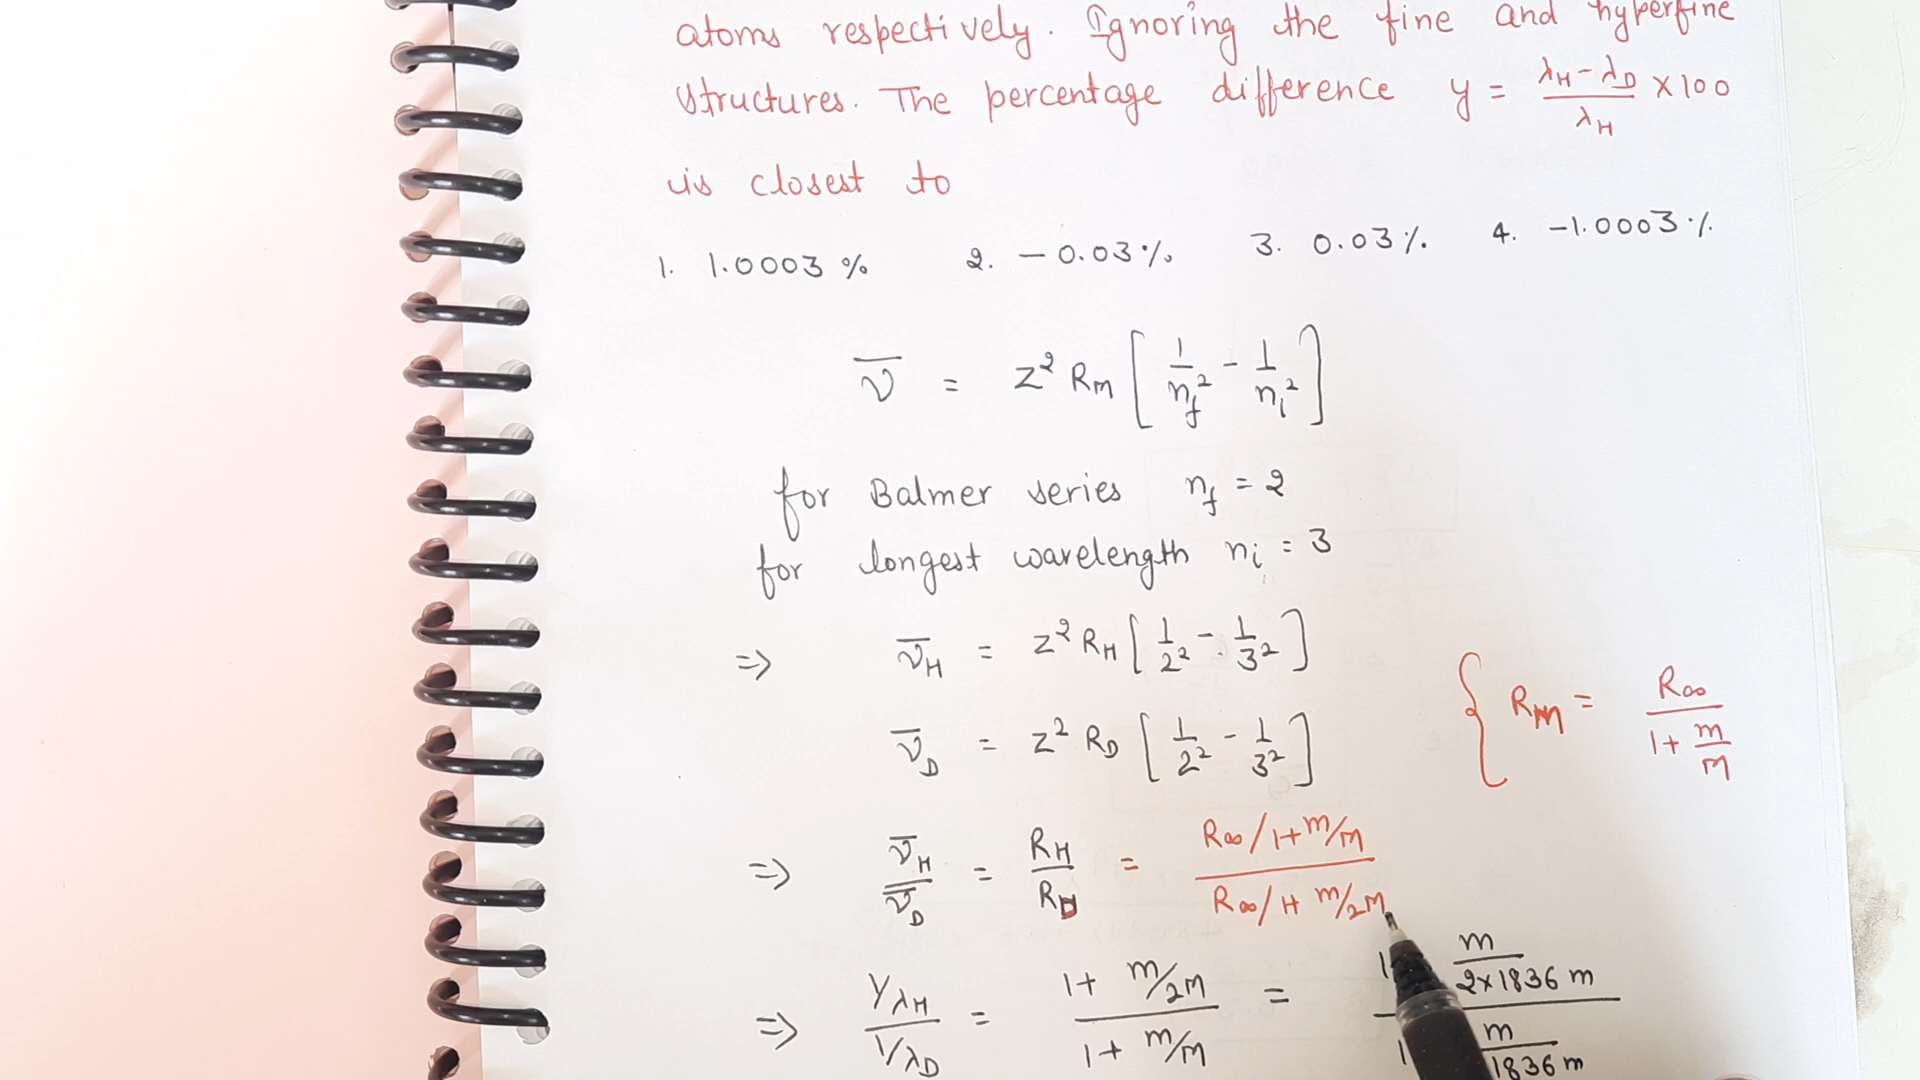 atoms respectively. Ignoring the fine and hyperfine
structures. The percentage difference y = (λH - λD)/λH × 100
is closest to
1. 1.0003 % 2. - 0.03 % 3. 0.03 % 4. -1.0003 %
ν̅ = Z² RM [ 1/nf² - 1/ni² ]
for Balmer series nf = 2
for longest wavelength ni = 3
=> ν̅H = Z² RH [ 1/2² - 1/3² ]
ν̅D = Z² RD [ 1/2² - 1/3² ] { RM = R∞ / 1 + m/M
=> ν̅H / ν̅D = RH / RD = R∞/1+m/M / R∞/1+ m/2M
=> 1/λH / 1/λD = 1+ m/2M / 1+ m/M = m / 2×1836 m / m / 1836 m